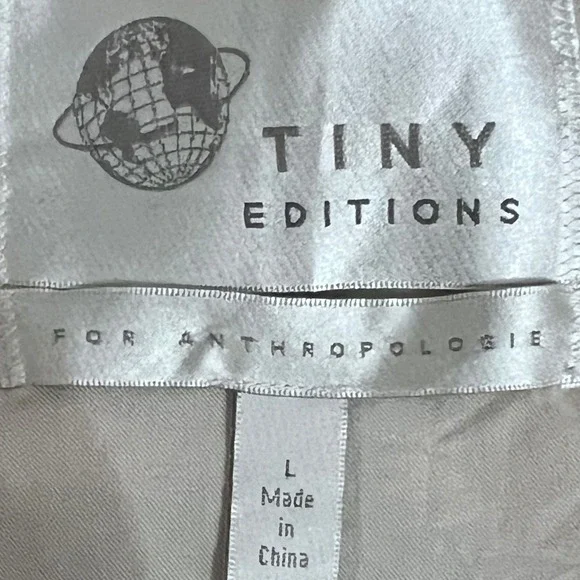 TINY
EDITIONS
FOR ANTHROPOLOGIE
L
Made
in
China